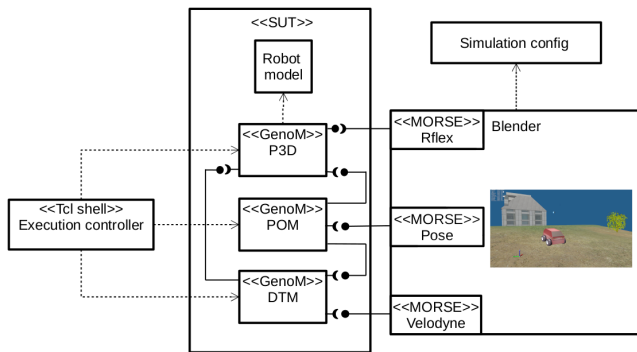 <<SUT>>
Robot
model
Simulation config
<<GenoM>>
P3D
<<MORSE>>
Rflex
Blender
<<Tcl shell>>
Execution controller
<<GenoM>>
POM
<<MORSE>>
Pose
<<GenoM>>
DTM
<<MORSE>>
Velodyne